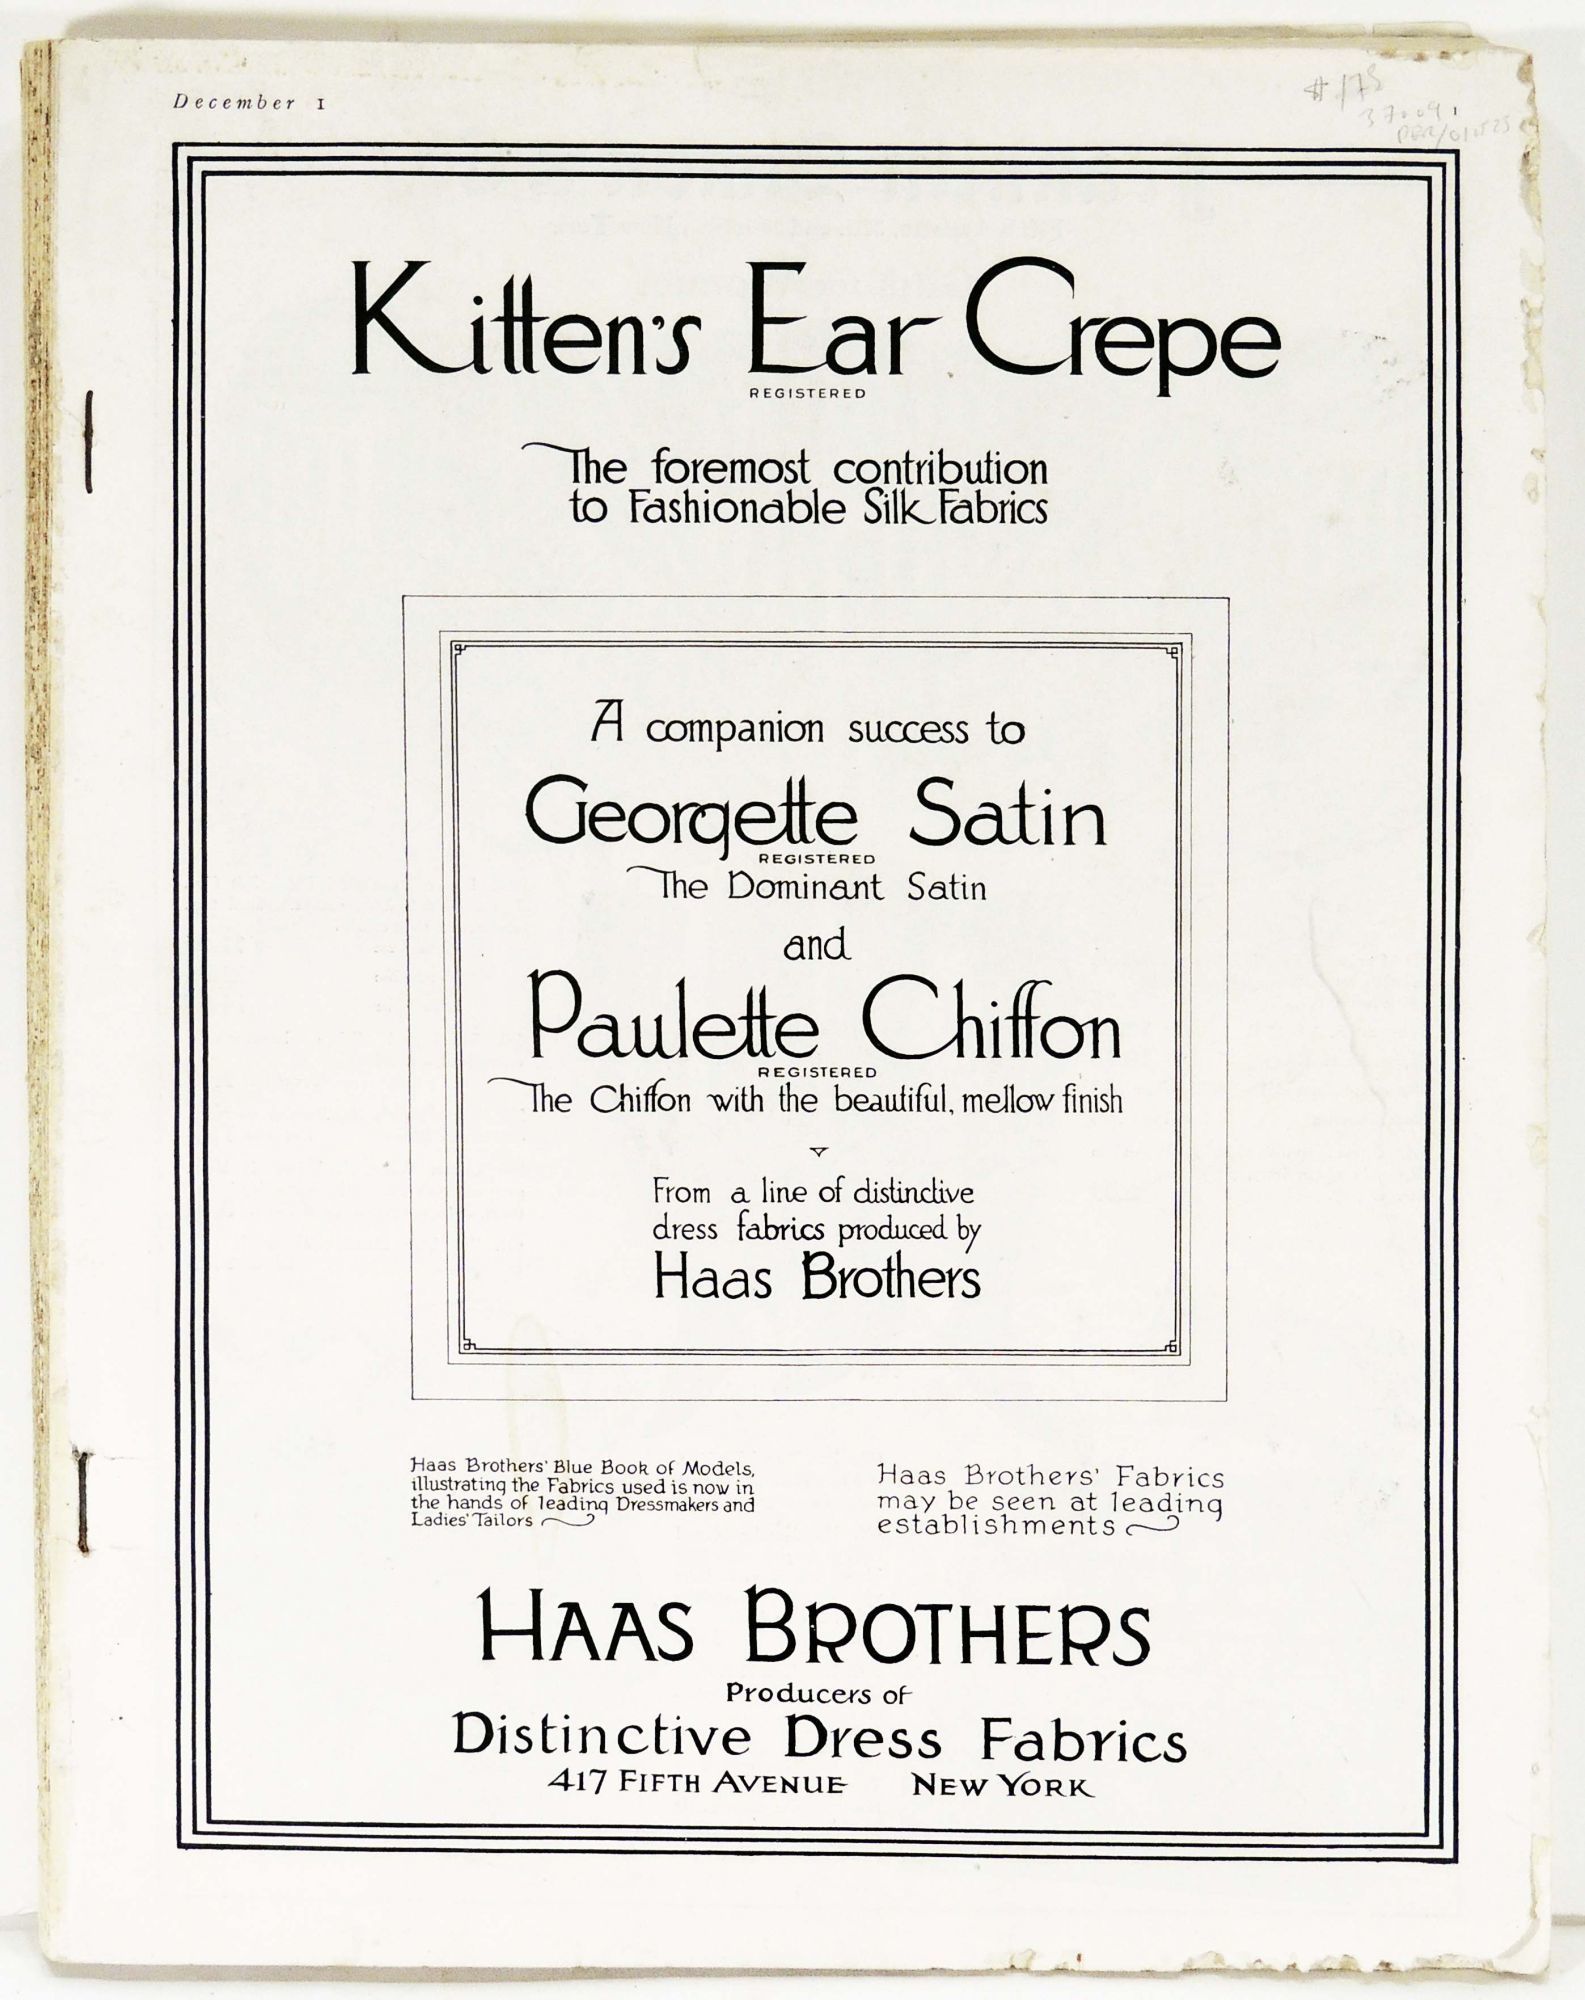 December 1
1
Kitten's Ear Crepe
REGISTERED
The foremost contribution
to Fashionable Silk Fabrics
A companion success to
Georgette Satin
REGISTERED
The Dominant Satin
and
Paulette Chiffon
REGISTERED
The Chiffon with the beautiful, mellow finish
From a line of distinctive
dress fabrics produced by
Haas Brothers
Haas Brothers' Blue Book of Models,
illustrating the Fabrics used is now in
the hands of leading Dressmakers and
Ladies' Tailors
Haas Brothers' Fabrics
may be seen at leading
establishments
HAAS BROTHERS
Producers of
Distinctive Dress Fabrics
417 FIFTH AVENUE NEW YORK